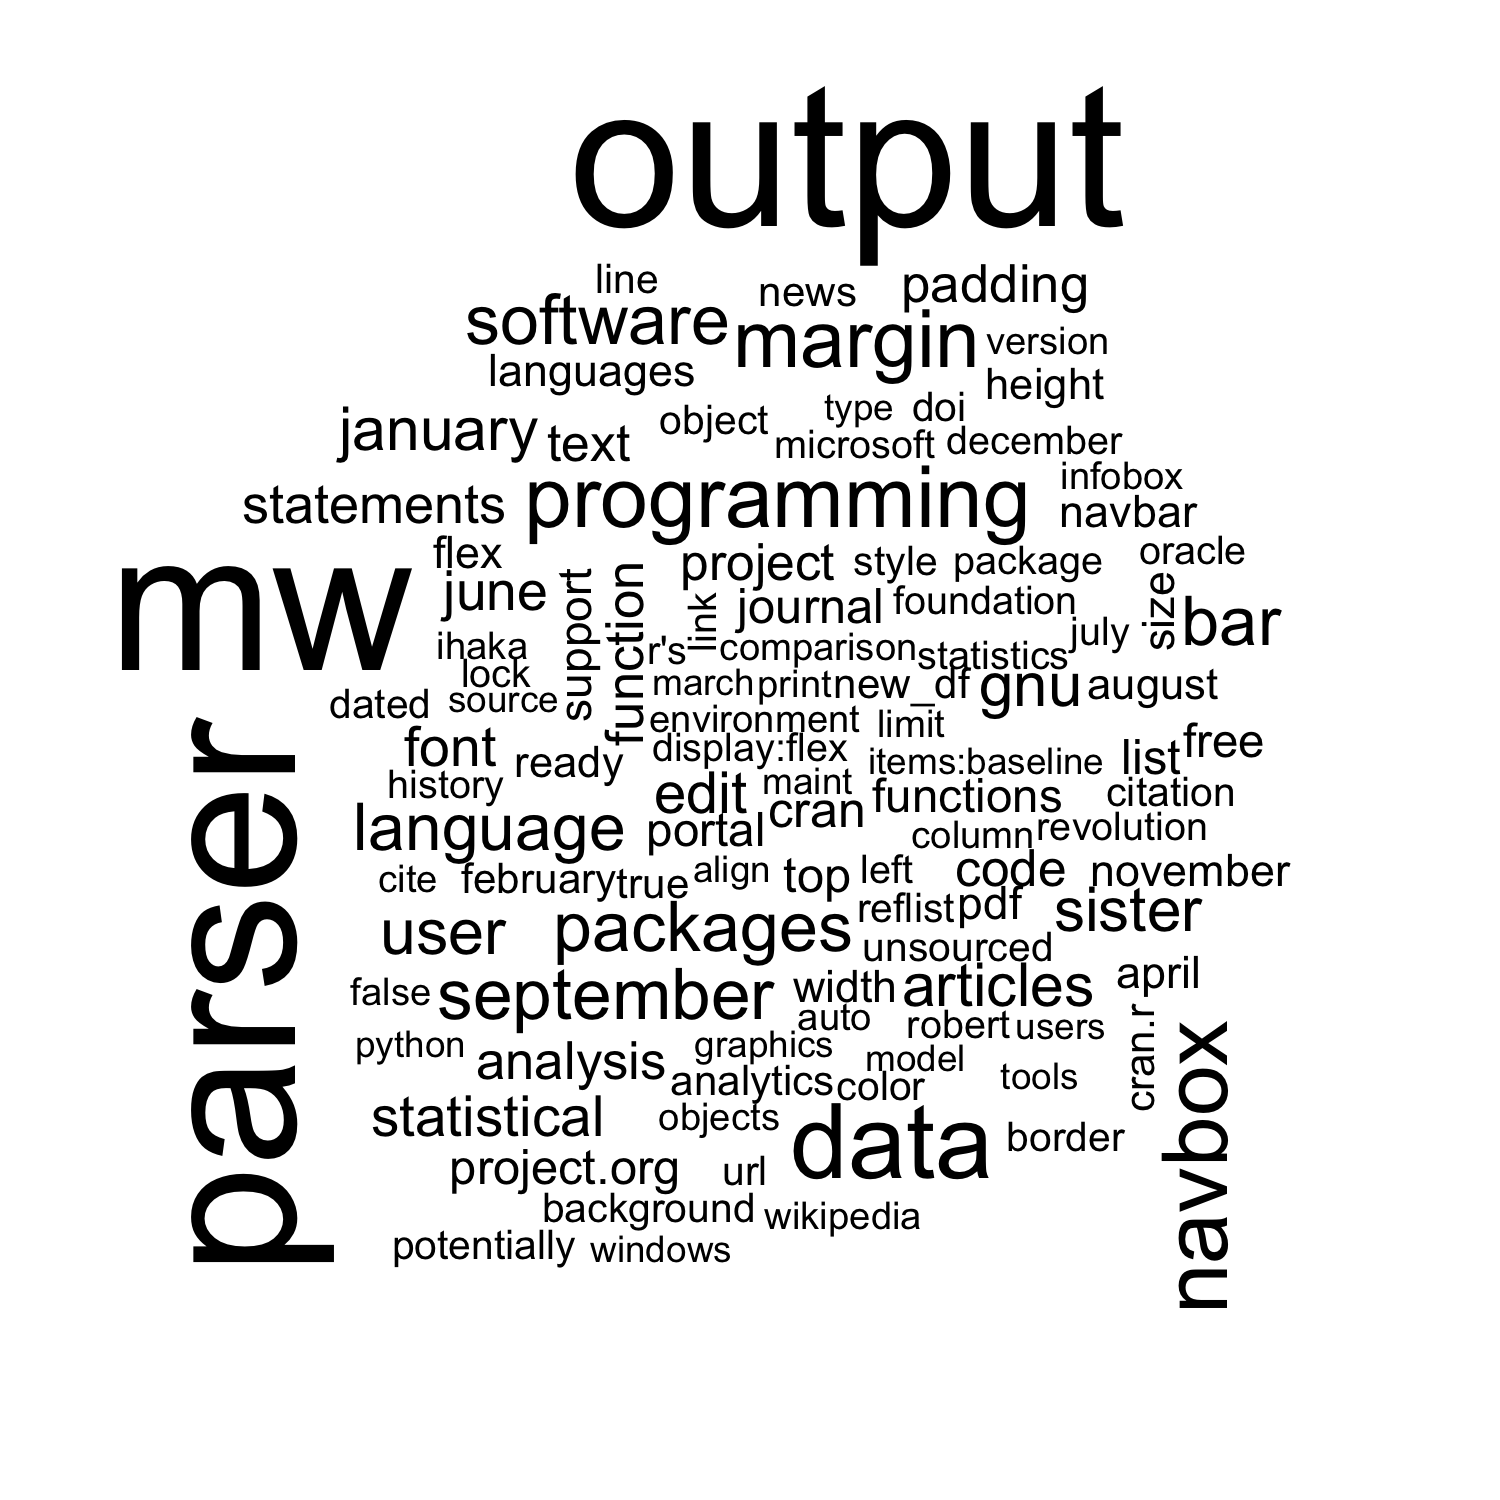 output
line
news
padding
software
margin
version
languages
height
january
text
object
type
doi
microsoft
december
statements
programming
infobox
navbar
mw
flex
june
support
function
project
style
package
oracle
link
journal
foundation
july
size
bar
ihaka
r's
comparison
statistics
lock
dated
source
march
print
new_df
gnu
august
environment
limit
font
ready
display:flex
items:baseline
list
free
history
edit
maint
cran
functions
citation
language
portal
column
revolution
cite
february
true
align
top
left
code
november
parser
user
packages
reflist
pdf
sister
unsourced
false
september
width
articles
april
auto
robert
users
cran.r
navbox
python
analysis
graphics
model
analytics
color
tools
statistical
objects
data
border
project.org
url
background
wikipedia
potentially
windows